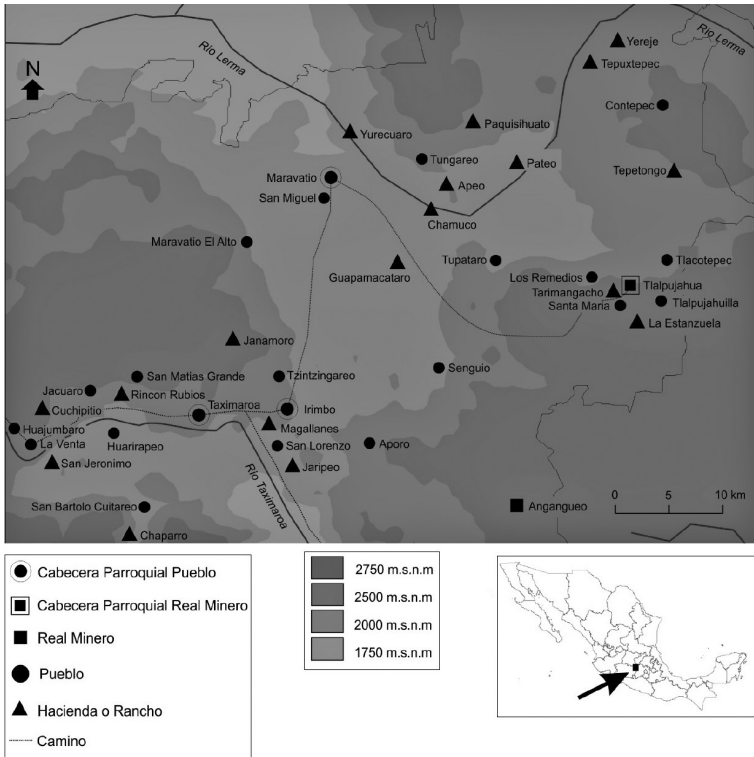 Yereje
Río Lerma
Río Lerma
Tepuxtepec
N
Contepec
Paquisihuato
Yurecuaro
Tungareo
Pateo
Tepetongo
Maravatio
Apeo
San Miguel
Chamuco
Maravatio El Alto
Tupataro
Tlacotepec
Guapamacataro
Los Remedios
Tlalpujahua
Tarimangacho
Tlalpujahuilla
Santa Maria
La Estanzuela
Janamoro
Senguio
San Matias Grande
Tzintzingareo
Jacuaro
Rincon Rubios
Taximaroa
Irimbo
Cuchipitio
Magallanes
Huajumbaro
La Venta
Huarirapeo
San Lorenzo
Aporo
San Jeronimo
Jaripeo
Río Taximaroa
0 5 10 km
San Bartolo Cuitareo
Angangueo
Chaparro
Cabecera Parroquial Pueblo
Cabecera Parroquial Real Minero
Real Minero
Pueblo
Hacienda o Rancho
Camino
2750 m.s.n.m
2500 m.s.n.m
2000 m.s.n.m
1750 m.s.n.m